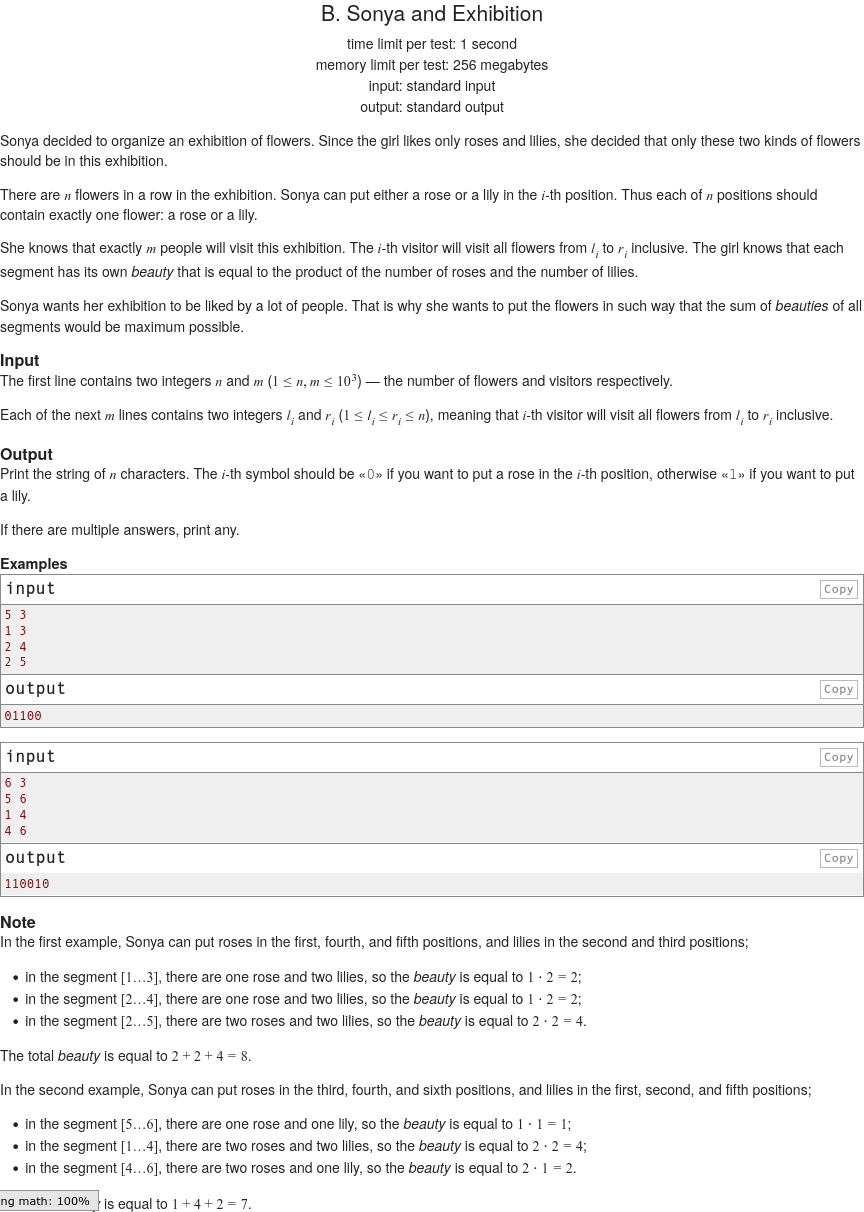 B. Sonya and Exhibition
time limit per test: 1 second
memory limit per test: 256 megabytes
input: standard input
output: standard output
Sonya decided to organize an exhibition of flowers. Since the girl likes only roses and lilies, she decided that only these two kinds of flowers
should be in this exhibition.
There are n flowers in a row in the exhibition. Sonya can put either a rose or a lily in the i-th position. Thus each of n positions should
contain exactly one flower: a rose or a lily.
She knows that exactly m people will visit this exhibition. The i-th visitor will visit all flowers from l_i to r_i inclusive. The girl knows that each
segment has its own beauty that is equal to the product of the number of roses and the number of lilies.
Sonya wants her exhibition to be liked by a lot of people. That is why she wants to put the flowers in such way that the sum of beauties of all
segments would be maximum possible.
Input
The first line contains two integers n and m (1 ≤ n, m ≤ 10^3) — the number of flowers and visitors respectively.
Each of the next m lines contains two integers l_i and r_i (1 ≤ l_i ≤ r_i ≤ n), meaning that i-th visitor will visit all flowers from l_i to r_i inclusive.
Output
Print the string of n characters. The i-th symbol should be «0» if you want to put a rose in the i-th position, otherwise «1» if you want to put
a lily.
If there are multiple answers, print any.
Examples
input Copy
5 3
1 3
2 4
2 5
output Copy
01100
input Copy
6 3
5 6
1 4
4 6
output Copy
110010
Note
In the first example, Sonya can put roses in the first, fourth, and fifth positions, and lilies in the second and third positions;
• in the segment [1…3], there are one rose and two lilies, so the beauty is equal to 1 · 2 = 2;
• in the segment [2…4], there are one rose and two lilies, so the beauty is equal to 1 · 2 = 2;
• in the segment [2…5], there are two roses and two lilies, so the beauty is equal to 2 · 2 = 4.
The total beauty is equal to 2 + 2 + 4 = 8.
In the second example, Sonya can put roses in the third, fourth, and sixth positions, and lilies in the first, second, and fifth positions;
• in the segment [5…6], there are one rose and one lily, so the beauty is equal to 1 · 1 = 1;
• in the segment [1…4], there are two roses and two lilies, so the beauty is equal to 2 · 2 = 4;
• in the segment [4…6], there are two roses and one lily, so the beauty is equal to 2 · 1 = 2.
ng math: 100% is equal to 1 + 4 + 2 = 7.